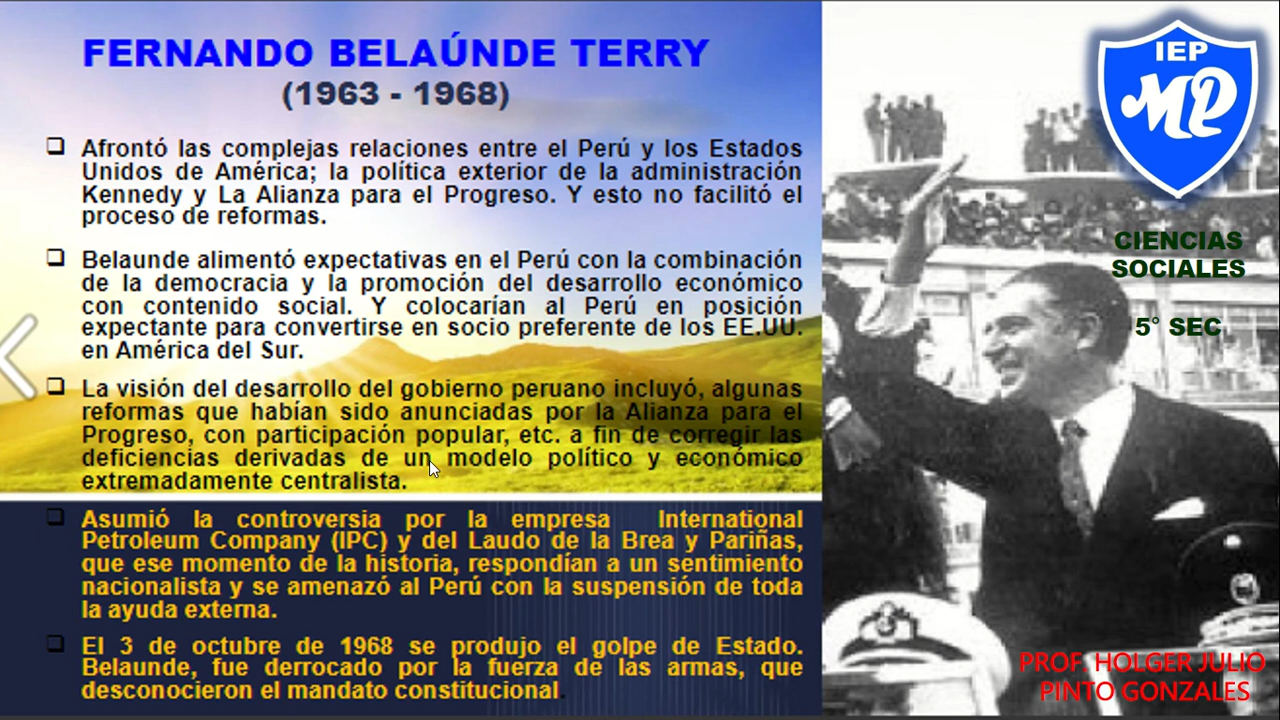 FERNANDO BELAÚNDE TERRY
(1963 - 1968)
Afrontó las complejas relaciones entre el Perú y los Estados
Unidos de América; la política exterior de la administración
Kennedy y La Alianza para el Progreso. Y esto no facilitó el
proceso de reformas.
Belaunde alimentó expectativas en el Perú con la combinación
de la democracia y la promoción del desarrollo económico
con contenido social. Y colocarían al Perú en posición
expectante para convertirse en socio preferente de los EE.UU.
en América del Sur.
La visión del desarrollo del gobierno peruano incluyó, algunas
reformas que habían sido anunciadas por la Alianza para el
Progreso, con participación popular, etc. a fin de corregir las
deficiencias derivadas de un modelo político y económico
extremadamente centralista.
Asumió la controversia por la empresa International
Petroleum Company (IPC) y del Laudo de la Brea y Pariñas,
que ese momento de la historia, respondían a un sentimiento
nacionalista y se amenazó al Perú con la suspensión de toda
la ayuda externa.
El 3 de octubre de 1968 se produjo el golpe de Estado.
Belaunde, fue derrocado por la fuerza de las armas, que
desconocieron el mandato constitucional.
IEP
MP
CIENCIAS
SOCIALES
5° SEC
PROF. HOLGER JULIO
PINTO GONZALES